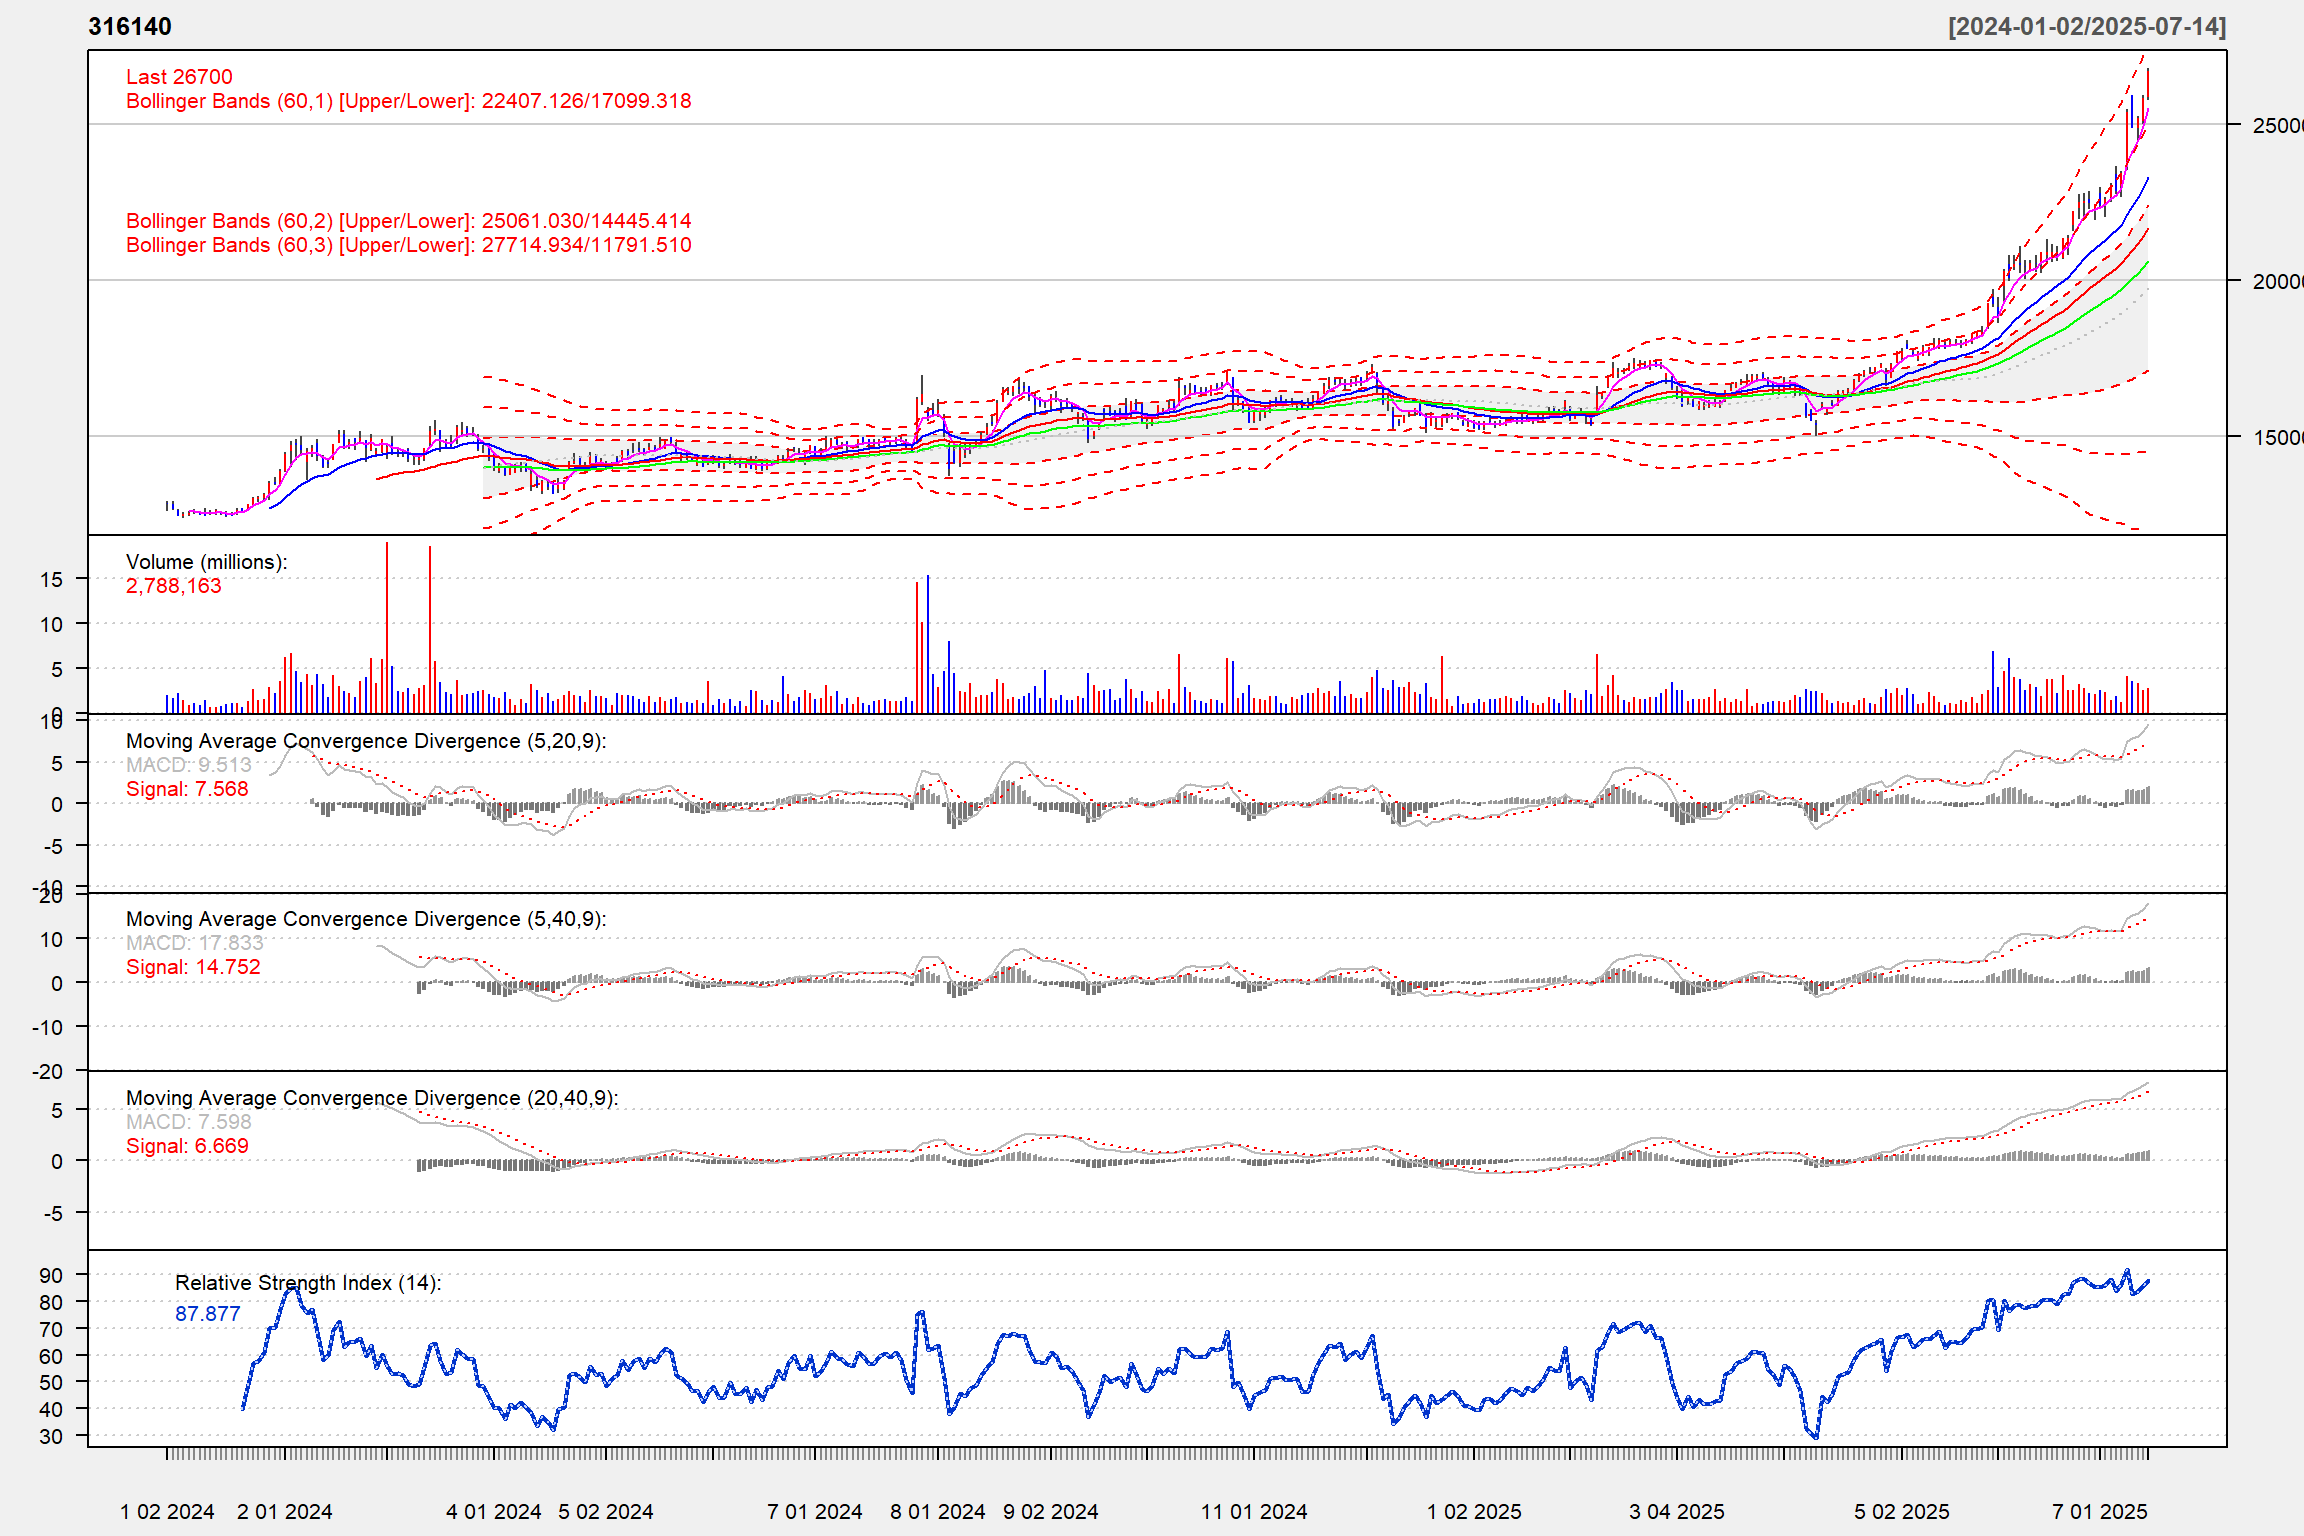 316140 [2024-01-02/2025-07-14]
Last 26700
Bollinger Bands (60,1) [Upper/Lower]: 22407.126/17099.318
Bollinger Bands (60,2) [Upper/Lower]: 25061.030/14445.414
Bollinger Bands (60,3) [Upper/Lower]: 27714.934/11791.510
25000
20000
15000
Volume (millions):
2,788,163
15
10
5
0
Moving Average Convergence Divergence (5,20,9):
MACD: 9.513
Signal: 7.568
10
5
0
-5
-10
Moving Average Convergence Divergence (5,40,9):
MACD: 17.833
Signal: 14.752
20
10
0
-10
-20
Moving Average Convergence Divergence (20,40,9):
MACD: 7.598
Signal: 6.669
5
0
-5
Relative Strength Index (14):
87.877
90
80
70
60
50
40
30
1 02 2024 2 01 2024 4 01 2024 5 02 2024 7 01 2024 8 01 2024 9 02 2024 11 01 2024 1 02 2025 3 04 2025 5 02 2025 7 01 2025